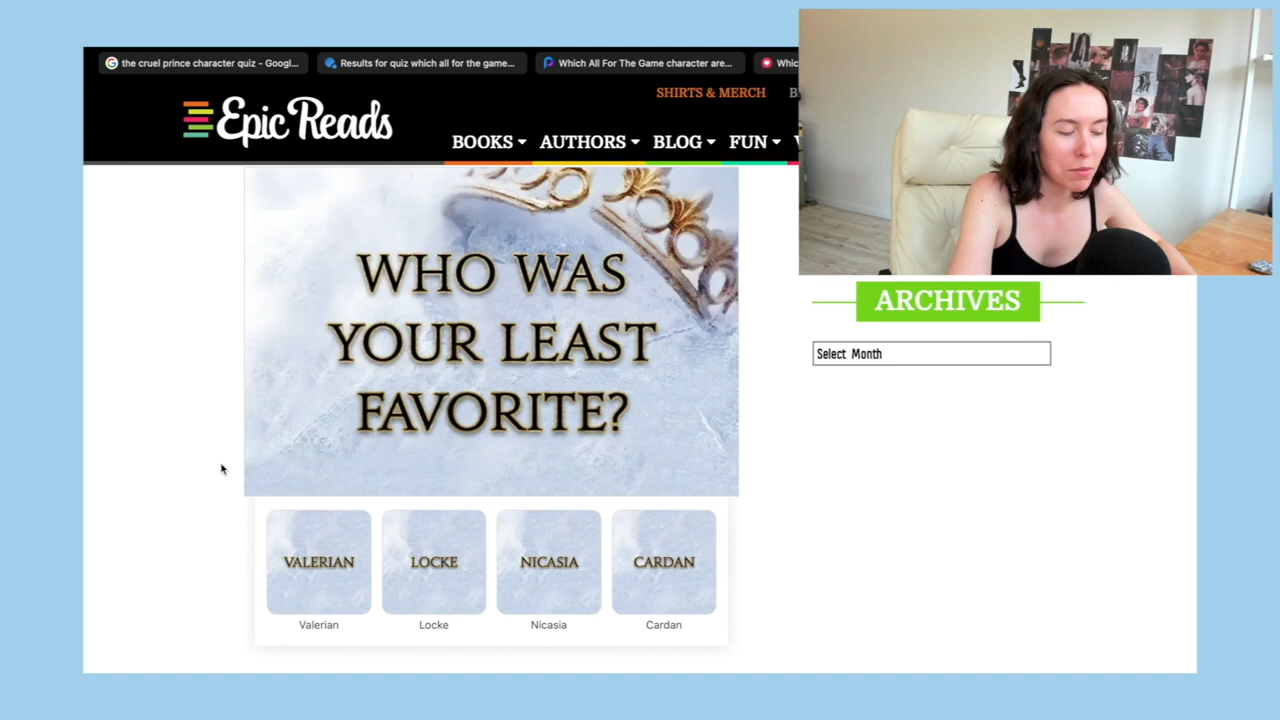 the cruel prince character quiz - Googl...
Results for quiz which all for the game...
Which All For The Game character are...
Whic
SHIRTS & MERCH
Epic Reads
BOOKS
AUTHORS
BLOG
FUN
WHO WAS
YOUR LEAST
FAVORITE?
ARCHIVES
Select Month
VALERIAN
LOCKE
NICASIA
CARDAN
Valerian
Locke
Nicasia
Cardan